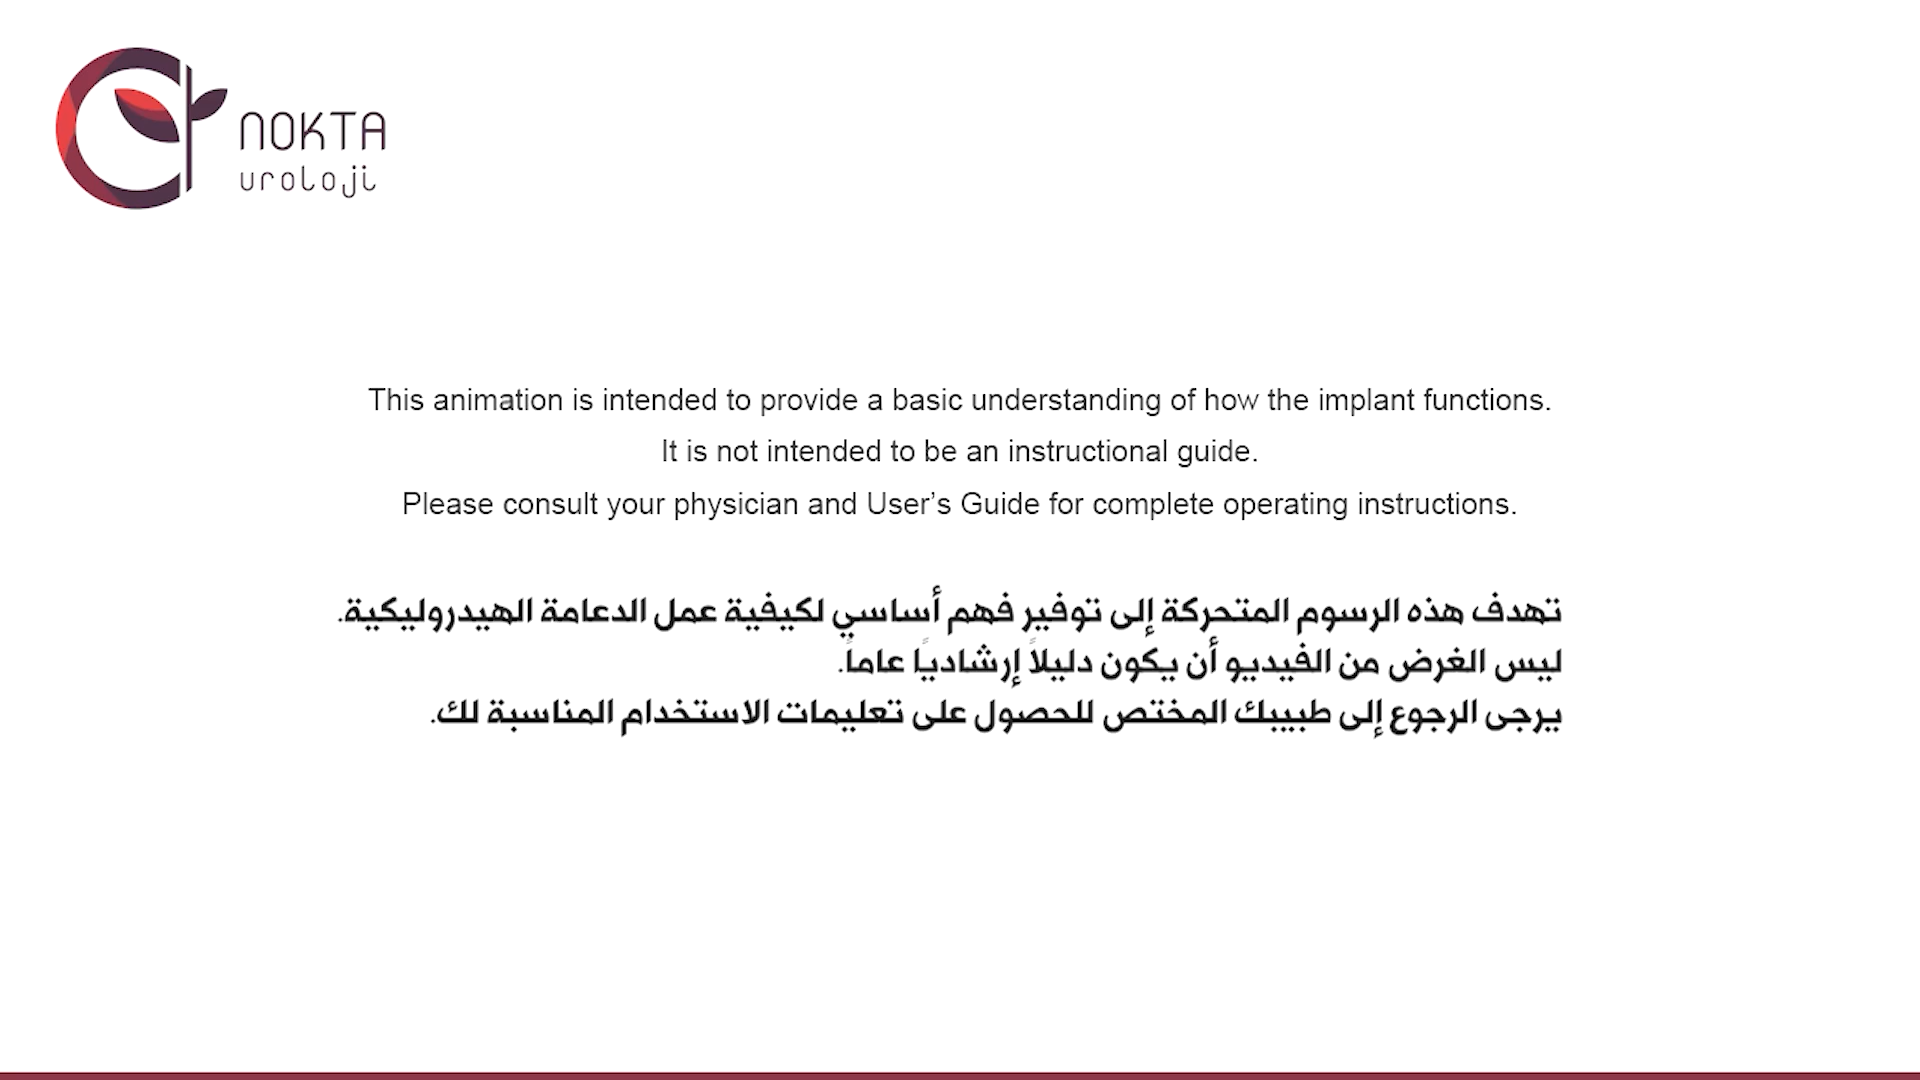 NOKTA
uroloji
This animation is intended to provide a basic understanding of how the implant functions.
It is not intended to be an instructional guide.
Please consult your physician and User’s Guide for complete operating instructions.
تهدف هذه الرسوم المتحركة إلى توفير فهم أساسي لكيفية عمل الدعامة الهيدروليكية.
ليس الغرض من الفيديو أن يكون دليلاً إرشاديًا عاماً.
يرجى الرجوع إلى طبيبك المختص للحصول على تعليمات الاستخدام المناسبة لك.